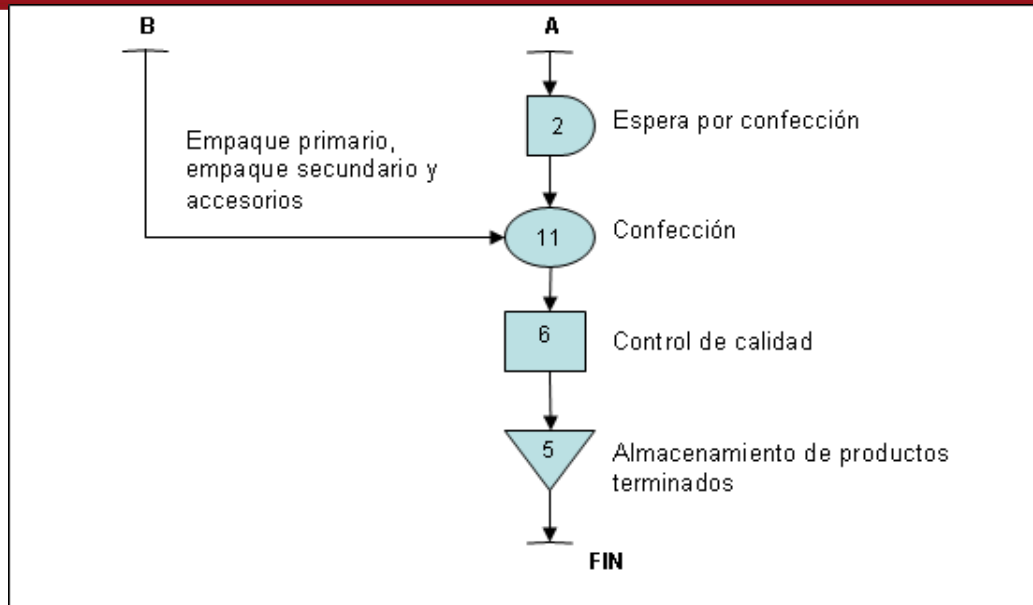 B
A
2
Espera por confección
Empaque primario,
empaque secundario y
accesorios
11
Confección
6
Control de calidad
5
Almacenamiento de productos
terminados
FIN